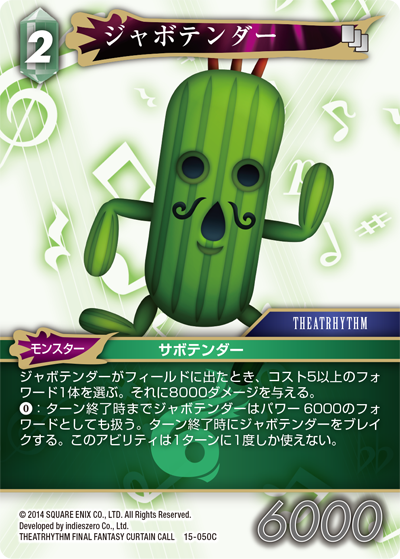 2
ジャボテンダー
THEATRHYTHM
モンスター
サボテンダー
ジャボテンダーがフィールドに出たとき、コスト5以上のフォ
ワード1体を選ぶ。それに8000ダメージを与える。
0：ターン終了時までジャボテンダーはパワー 6000のフォ
ワードとしても扱う。ターン終了時にジャボテンダーをブレイ
クする。このアビリティは1ターンに1度しか使えない。
© 2014 SQUARE ENIX CO., LTD. All Rights Reserved.
Developed by indieszero Co., Ltd.
THEATRHYTHM FINAL FANTASY CURTAIN CALL 15-050C
6000